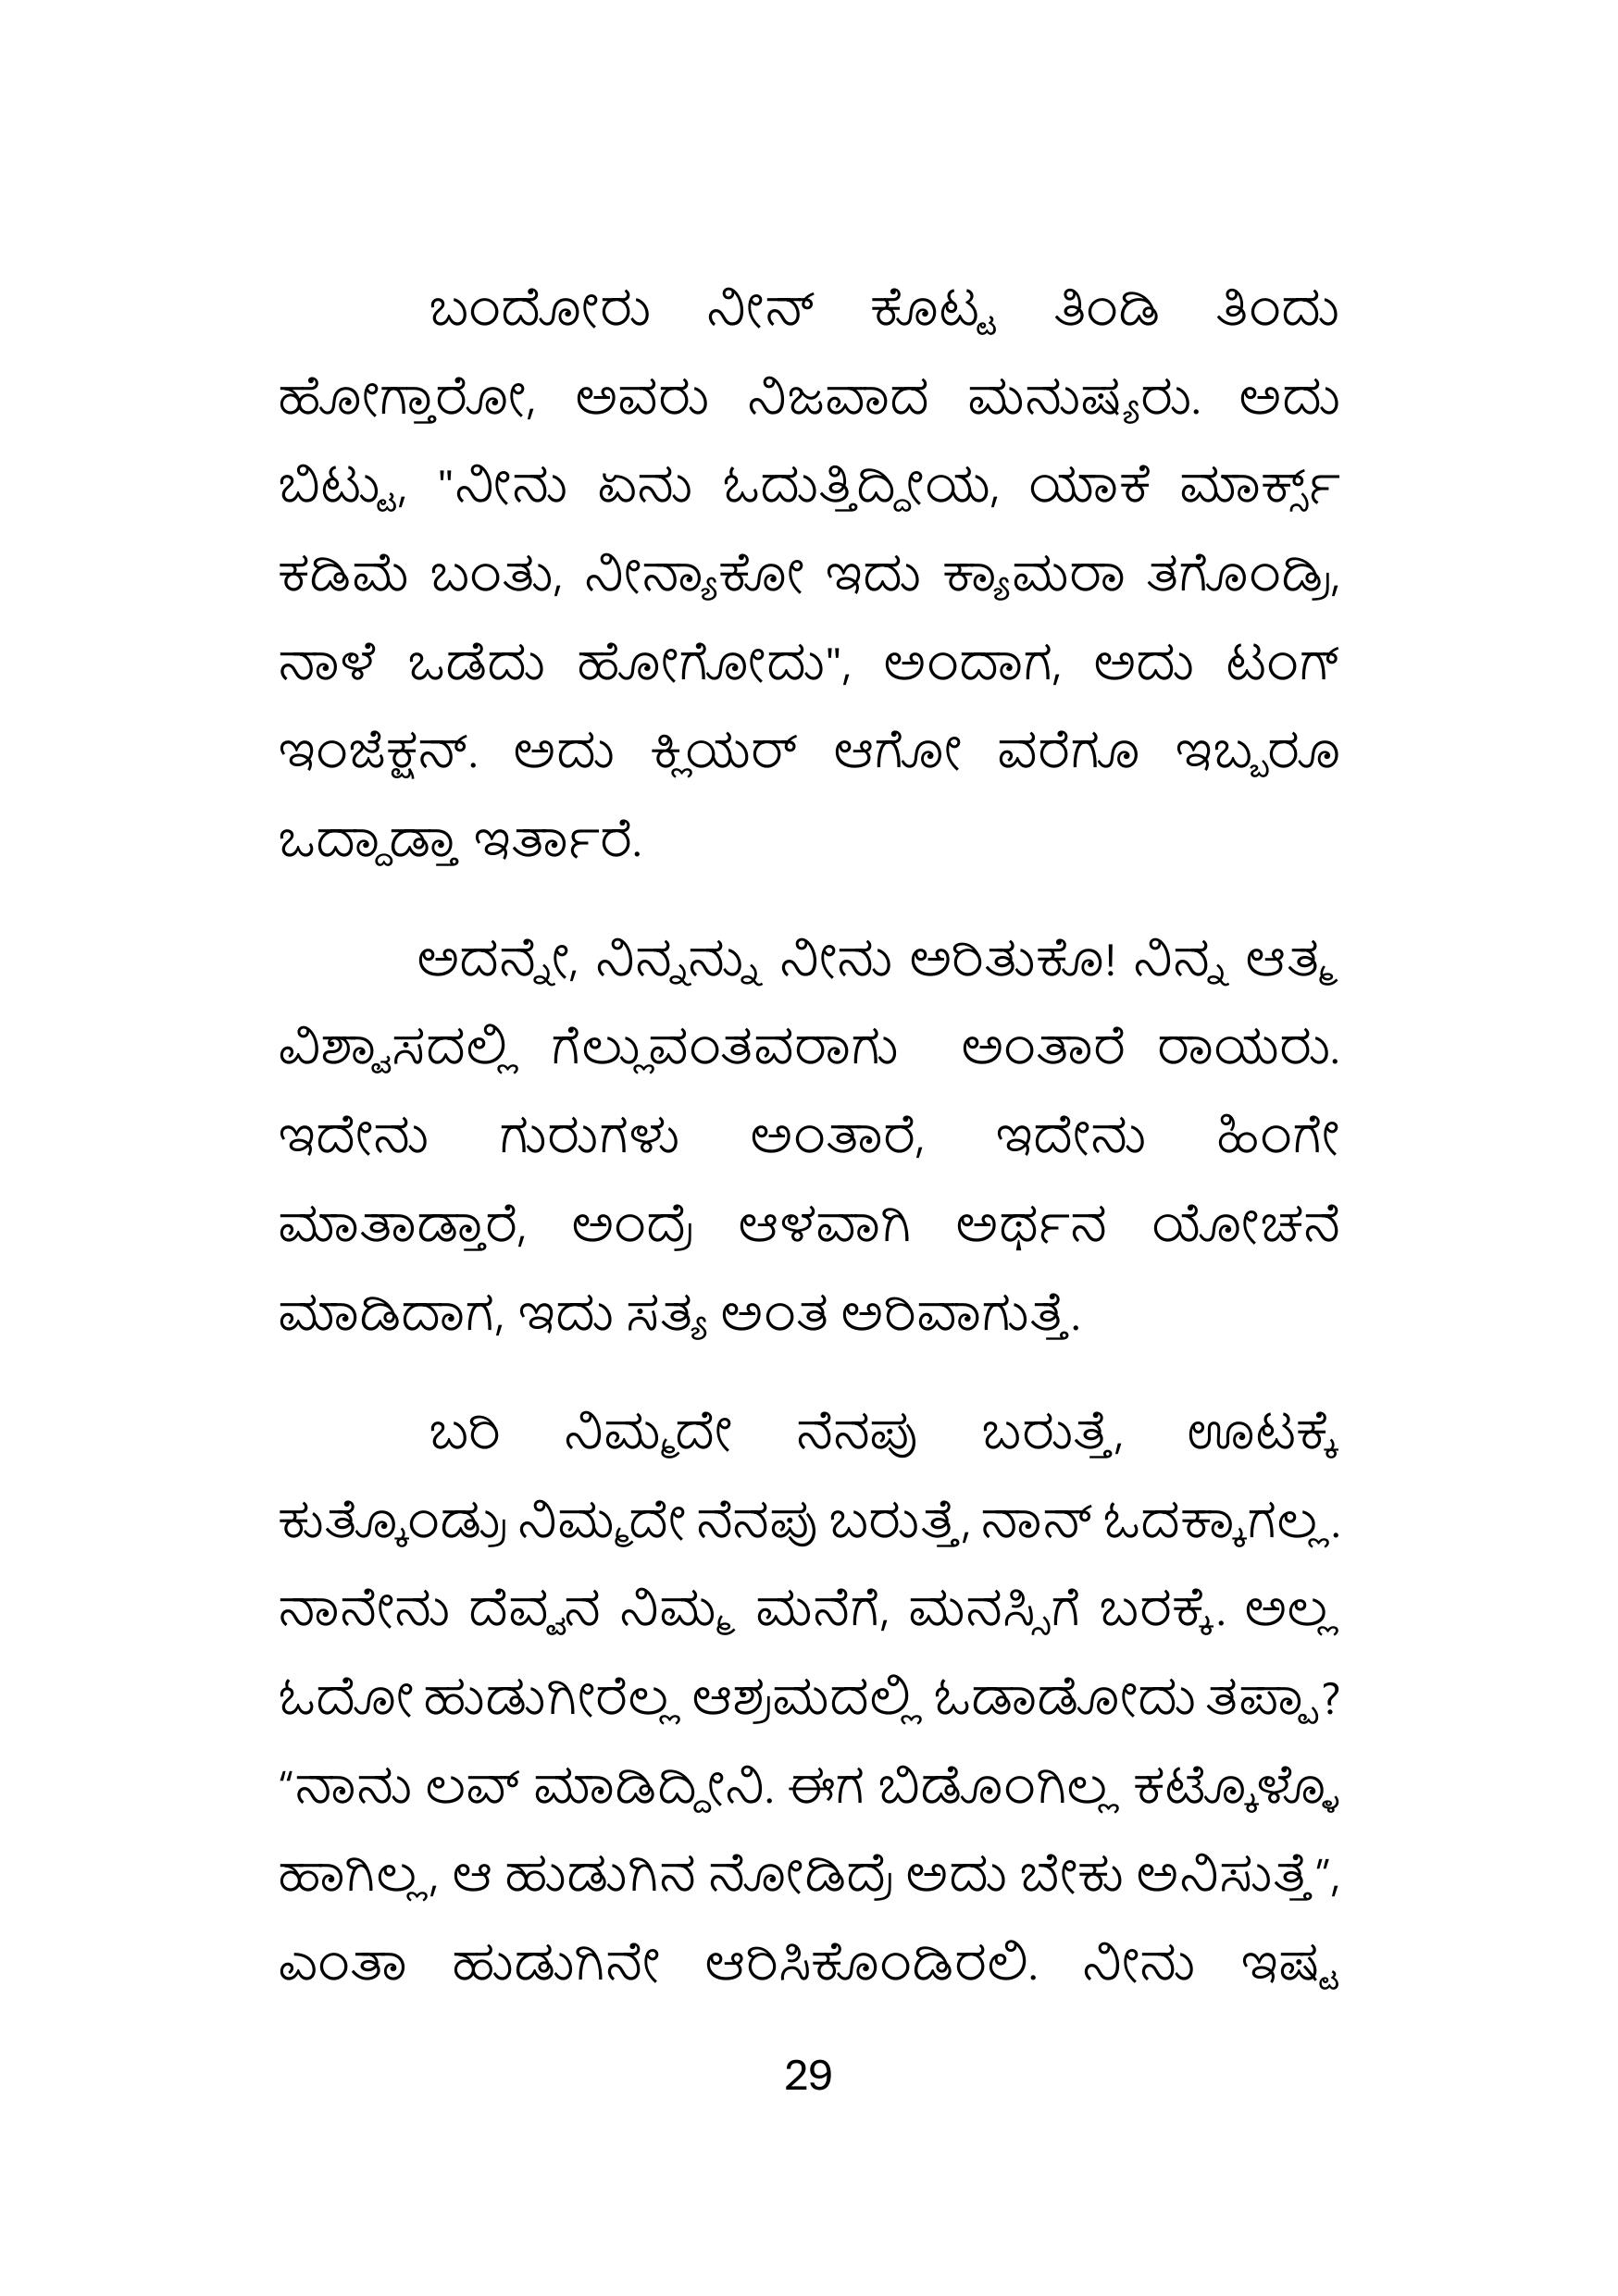 ಬಂದೋರು ನೀನ್ ಕೊಟ್ಟ ತಿಂಡಿ ತಿಂದು
ಹೋಗ್ತಾರೋ, ಅವರು ನಿಜವಾದ ಮನುಷ್ಯರು. ಅದು
ಬಿಟ್ಟು, "ನೀನು ಏನು ಓದುತ್ತಿದ್ದೀಯ, ಯಾಕೆ ಮಾರ್ಕ್ಸ್
ಕಡಿಮೆ ಬಂತು, ನೀನ್ಯಾಕೋ ಇದು ಕ್ಯಾಮರಾ ತಗೊಂಡ್ರಿ,
ನಾಳೆ ಒಡೆದು ಹೋಗೋದು", ಅಂದಾಗ, ಅದು ಟಂಗ್
ಇಂಜೆಕ್ಷನ್. ಅದು ಕ್ಲಿಯರ್ ಆಗೋ ವರೆಗೂ ಇಬ್ಬರೂ
ಒದ್ದಾಡ್ತಾ ಇರ್ತಾರೆ.
ಅದನ್ನೇ, ನಿನ್ನನ್ನು ನೀನು ಅರಿತುಕೊ! ನಿನ್ನ ಆತ್ಮ
ವಿಶ್ವಾಸದಲ್ಲಿ ಗೆಲ್ಲುವಂತವರಾಗು ಅಂತಾರೆ ರಾಯರು.
ಇದೇನು ಗುರುಗಳು ಅಂತಾರೆ, ಇದೇನು ಹಿಂಗೇ
ಮಾತಾಡ್ತಾರೆ, ಅಂದ್ರೆ ಆಳವಾಗಿ ಅರ್ಥನ ಯೋಚನೆ
ಮಾಡಿದಾಗ, ಇದು ಸತ್ಯ ಅಂತ ಅರಿವಾಗುತ್ತೆ.
ಬರಿ ನಿಮ್ಮದೇ ನೆನಪು ಬರುತ್ತೆ, ಊಟಕ್ಕೆ
ಕುತ್ಕೊಂಡ್ರು ನಿಮ್ಮದೇ ನೆನಪು ಬರುತ್ತೆ, ನಾನ್ ಓದಕ್ಕಾಗಲ್ಲ.
ನಾನೇನು ದೆವ್ವನ ನಿಮ್ಮ ಮನೆಗೆ, ಮನಸ್ಸಿಗೆ ಬರಕ್ಕೆ. ಅಲ್ಲ
ಓದೋ ಹುಡುಗೀರೆಲ್ಲ ಆಶ್ರಮದಲ್ಲಿ ಓಡಾಡೋದು ತಪ್ಪಾ?
“ನಾನು ಲವ್ ಮಾಡಿದ್ದೀನಿ. ಈಗ ಬಿಡೊಂಗಿಲ್ಲ ಕಟ್ಕೊಳ್ಳೊ
ಹಾಗಿಲ್ಲ, ಆ ಹುಡುಗಿನ ನೋಡಿದ್ರೆ ಅದು ಬೇಕು ಅನಿಸುತ್ತೆ”,
ಎಂತಾ ಹುಡುಗಿನೇ ಆರಿಸಿಕೊಂಡಿರಲಿ. ನೀನು ಇಷ್ಟ
29